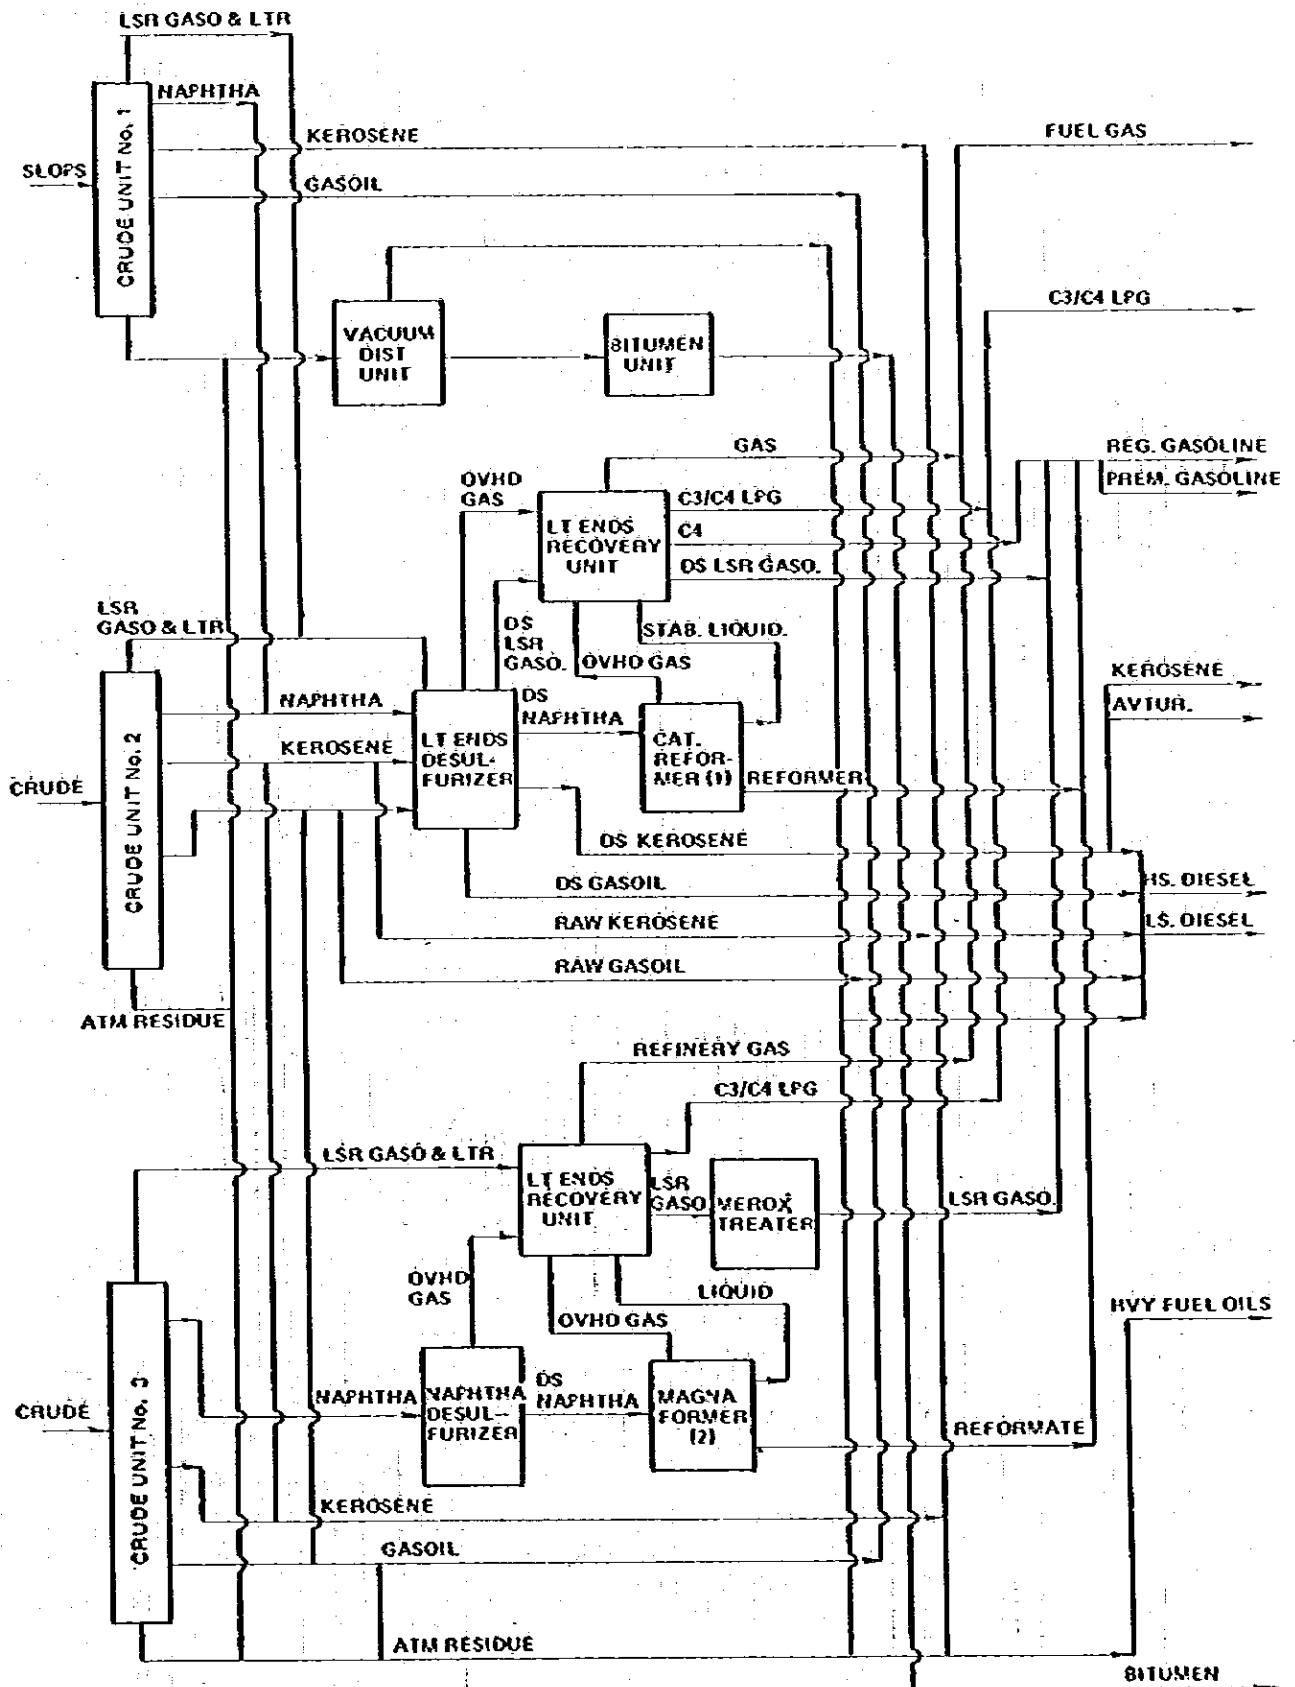 LSR GASO & LTR
NAPHTHA
KEROSENE
FUEL GAS
SLOPS
GASOIL
CRUDE UNIT No. 1
C3/C4 LPG
VACUUM
DIST
UNIT
BITUMEN
UNIT
GAS
REG. GASOLINE
PREM. GASOLINE
OVHD
GAS
C3/C4 LPG
C4
LT ENDS
RECOVERY
UNIT
DS LSR GASO.
LSR
GASO & LTR
DS
LSR
GASO.
STAB. LIQUID.
OVHD GAS
KEROSENE
AVTUR.
NAPHTHA
DS
NAPHTHA
KEROSENE
LT ENDS
DESUL-
FURIZER
CAT.
REFOR-
MER (1)
REFORMER
CRUDE
CRUDE UNIT No. 2
DS KEROSENE
DS GASOIL
HS. DIESEL
RAW KEROSENE
LS. DIESEL
RAW GASOIL
ATM RESIDUE
REFINERY GAS
C3/C4 LPG
LSR GASO & LTR
LT ENDS
RECOVERY
UNIT
LSR
GASO
MEROX
TREATER
LSR GASO.
OVHD
GAS
LIQUID
OVHD GAS
HVY FUEL OILS
CRUDE
CRUDE UNIT No. 3
NAPHTHA
NAPHTHA
DESUL-
FURIZER
DS
NAPHTHA
MAGNA
FORMER
(2)
REFORMATE
KEROSENE
GASOIL
ATM RESIDUE
BITUMEN